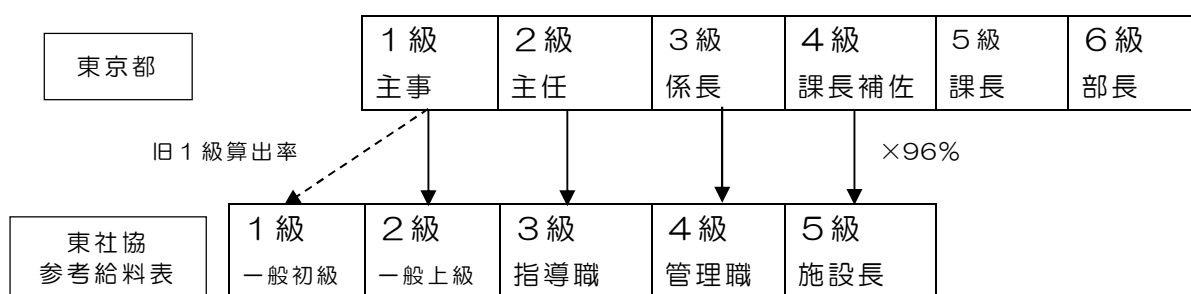 東京都
1級 2級 3級 4級 5級 6級
主事 主任 係長 課長補佐 課長 部長
旧1級算出率 ×96%
東社協
参考給料表
1級 2級 3級 4級 5級
一般初級 一般上級 指導職 管理職 施設長